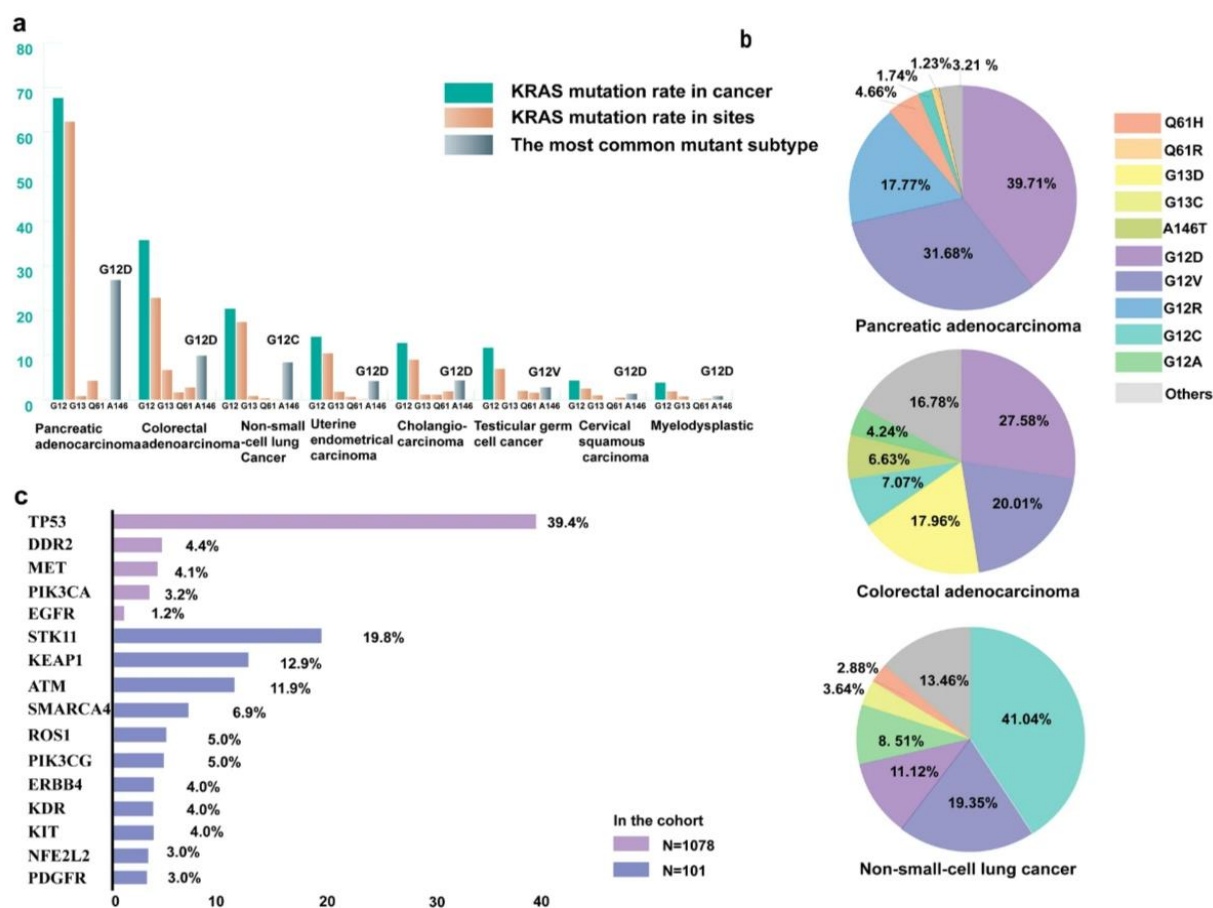 a
80
70
60
50
40
30
20
10
0
KRAS mutation rate in cancer
KRAS mutation rate in sites
The most common mutant subtype
G12D
G12D
G12C
G12D
G12D
G12V
G12D
G12D
G12 G13 Q61 A146
G12 G13 Q61 A146
G12 G13 Q61 A146
G12 G13 Q61 A146
G12 G13 Q61 A146
G12 G13 Q61 A146
G12 G13 Q61 A146
G12 G13 Q61 A146
Pancreatic
adenocarcinoma
Colorectal
adenoarcinoma
Non-small
-cell lung
Cancer
Uterine
endometrical
carcinoma
Cholangio-
carcinoma
Testicular germ
cell cancer
Cervical
squamous
carcinoma
Myelodysplastic
b
1.23%
3.21 %
1.74%
4.66%
17.77%
39.71%
31.68%
Pancreatic adenocarcinoma
16.78%
27.58%
4.24%
6.63%
7.07%
17.96%
20.01%
Colorectal adenocarcinoma
2.88%
13.46%
3.64%
41.04%
8. 51%
11.12%
19.35%
Non-small-cell lung cancer
Q61H
Q61R
G13D
G13C
A146T
G12D
G12V
G12R
G12C
G12A
Others
c
TP53 39.4%
DDR2 4.4%
MET 4.1%
PIK3CA 3.2%
EGFR 1.2%
STK11 19.8%
KEAP1 12.9%
ATM 11.9%
SMARCA4 6.9%
ROS1 5.0%
PIK3CG 5.0%
ERBB4 4.0%
KDR 4.0%
KIT 4.0%
NFE2L2 3.0%
PDGFR 3.0%
0 10 20 30 40
In the cohort
N=1078
N=101